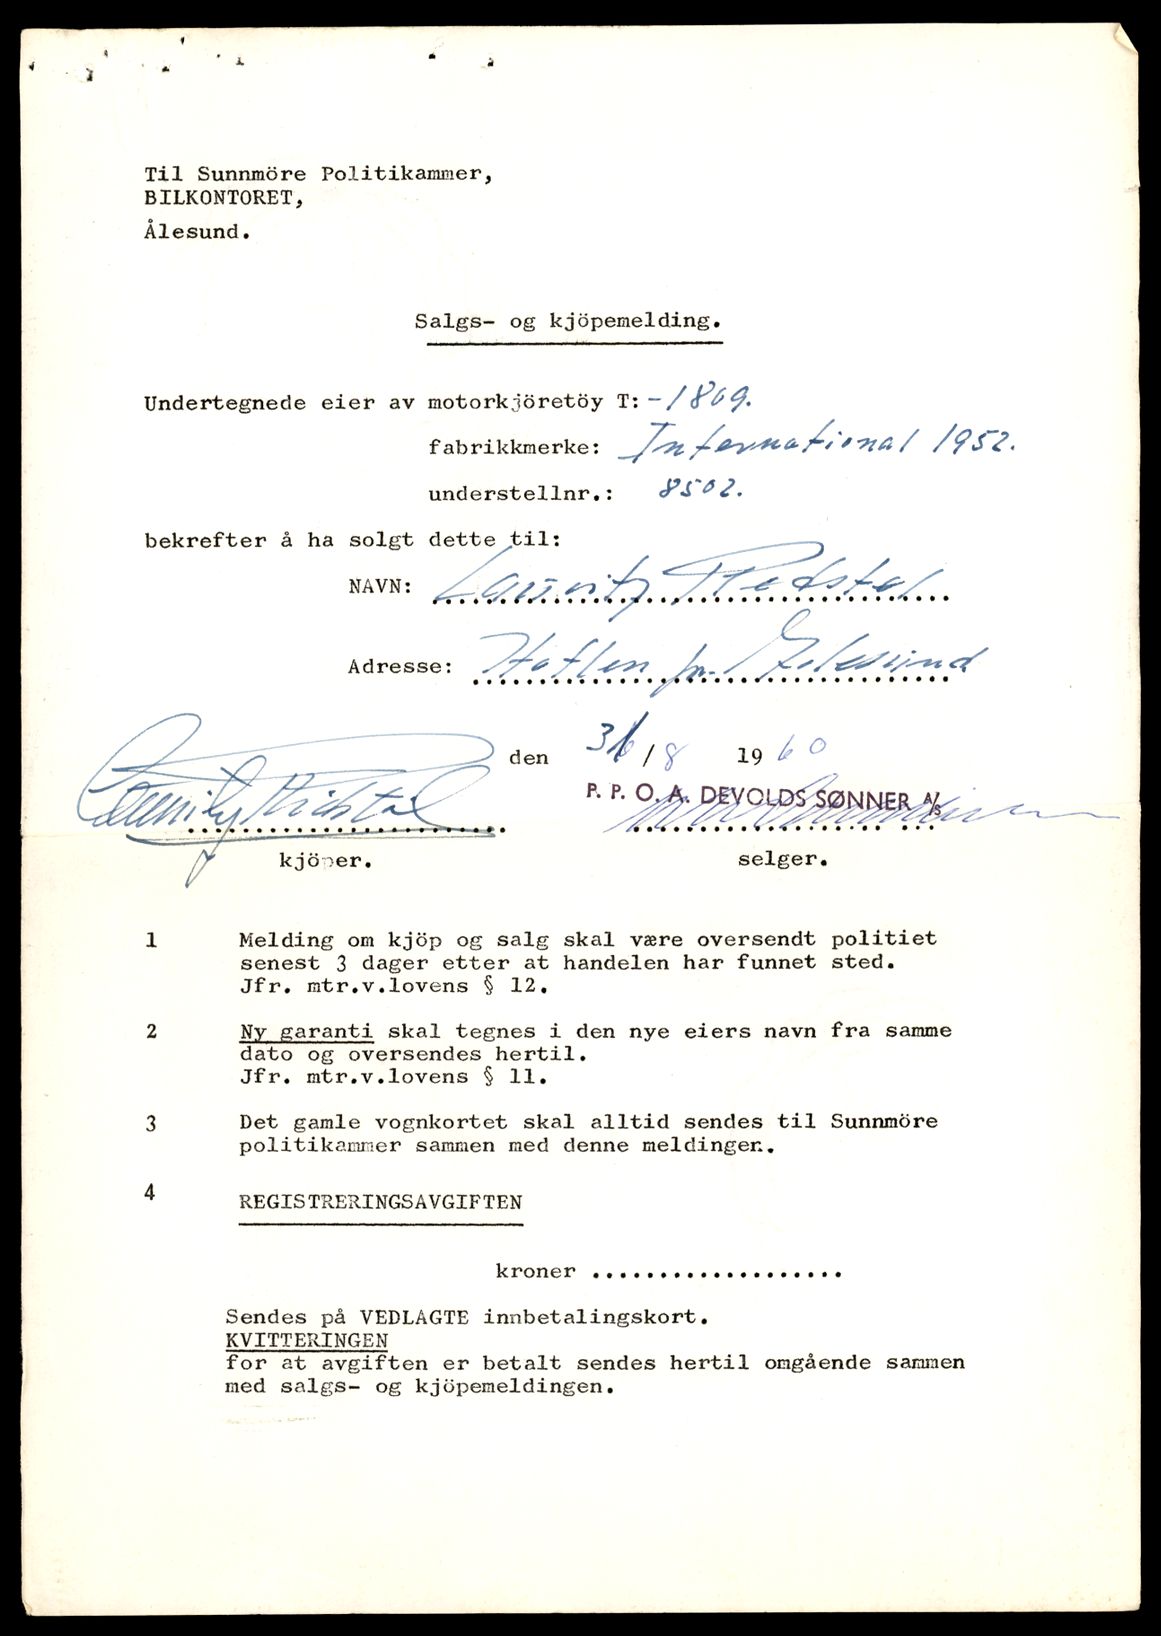 Til Sunnmöre Politikammer,
BILKONTORET,
Ålesund.
Salgs- og kjöpemelding.
Undertegnede eier av motorkjöretöy T: -1809.
fabrikkmerke: International 1952.
understellnr.: 8502.
bekrefter å ha solgt dette til:
NAVN: Lauritz
Adresse: Hatlen pr. Ålesund
den 31/8 1960
P. P. O. A. DEVOLDS SØNNER A/S
kjöper. selger.
1 Melding om kjöp og salg skal være oversendt politiet
senest 3 dager etter at handelen har funnet sted.
Jfr. mtr.v.lovens § 12.
2 Ny garanti skal tegnes i den nye eiers navn fra samme
dato og oversendes hertil.
Jfr. mtr.v.lovens § 11.
3 Det gamle vognkortet skal alltid sendes til Sunnmöre
politikammer sammen med denne meldingen.
4 REGISTRERINGSAVGIFTEN
kroner ...................
Sendes på VEDLAGTE innbetalingskort.
KVITTERINGEN
for at avgiften er betalt sendes hertil omgående sammen
med salgs- og kjöpemeldingen.